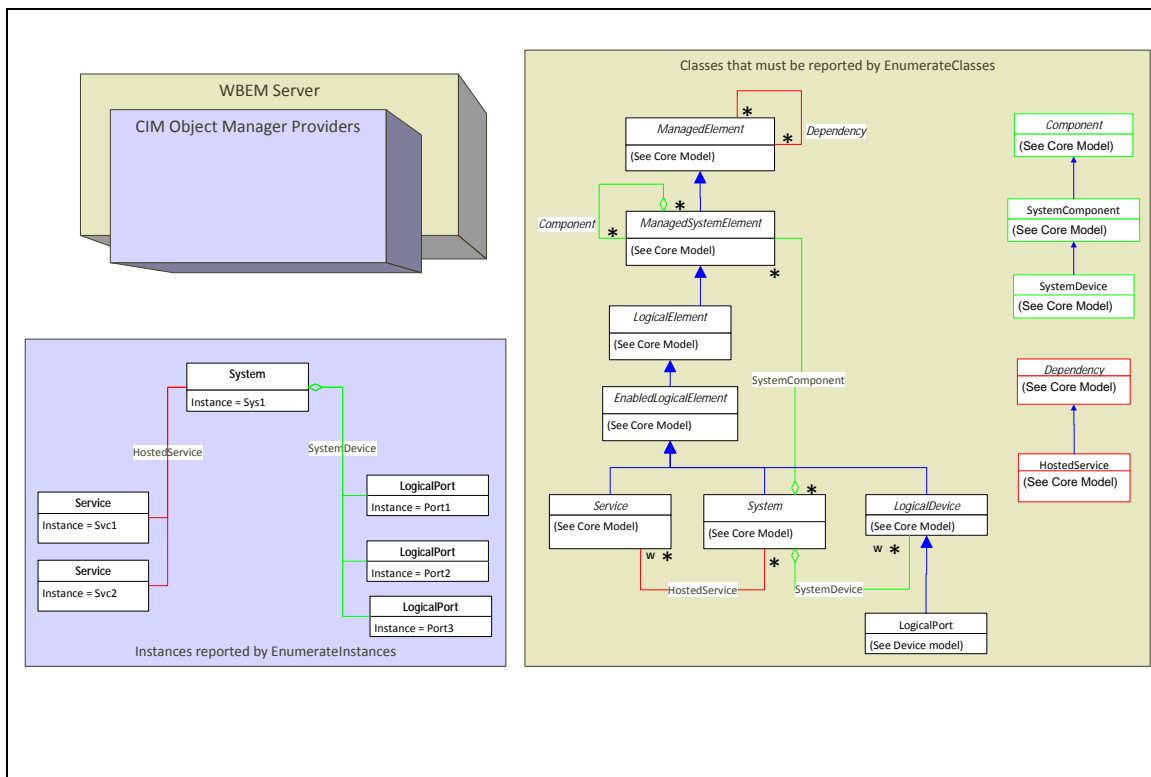 WBEM Server
CIM Object Manager Providers
System
Instance = Sys1
HostedService
SystemDevice
Service
Instance = Svc1
Service
Instance = Svc2
LogicalPort
Instance = Port1
LogicalPort
Instance = Port2
LogicalPort
Instance = Port3
Instances reported by EnumerateInstances
Classes that must be reported by EnumerateClasses
*
ManagedElement
(See Core Model)
*
Dependency
Component
*
*
ManagedSystemElement
(See Core Model)
*
LogicalElement
(See Core Model)
SystemComponent
EnabledLogicalElement
(See Core Model)
Service
(See Core Model)
w *
*
System
(See Core Model)
*
LogicalDevice
(See Core Model)
w *
HostedService
SystemDevice
LogicalPort
(See Device model)
Component
(See Core Model)
SystemComponent
(See Core Model)
SystemDevice
(See Core Model)
Dependency
(See Core Model)
HostedService
(See Core Model)